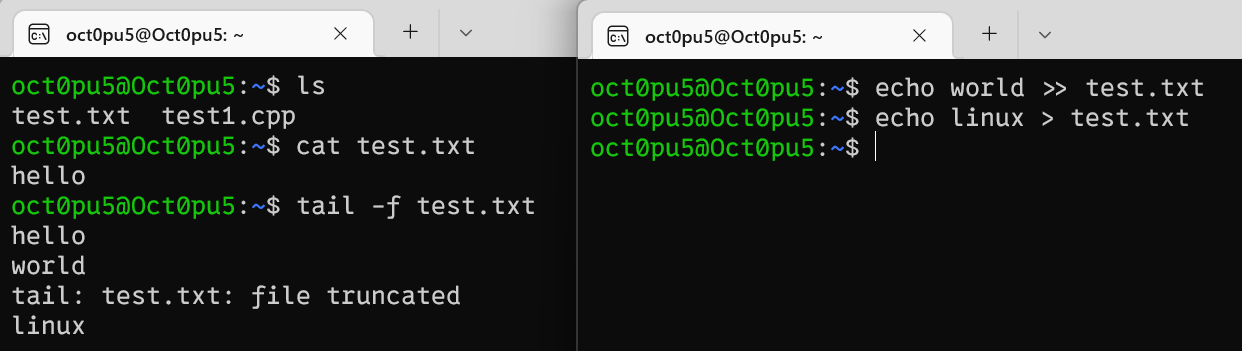 oct0pu5@Oct0pu5: ~
oct0pu5@Oct0pu5:~$ ls
test.txt  test1.cpp
oct0pu5@Oct0pu5:~$ cat test.txt
hello
oct0pu5@Oct0pu5:~$ tail -f test.txt
hello
world
tail: test.txt: file truncated
linux
oct0pu5@Oct0pu5: ~
oct0pu5@Oct0pu5:~$ echo world >> test.txt
oct0pu5@Oct0pu5:~$ echo linux > test.txt
oct0pu5@Oct0pu5:~$